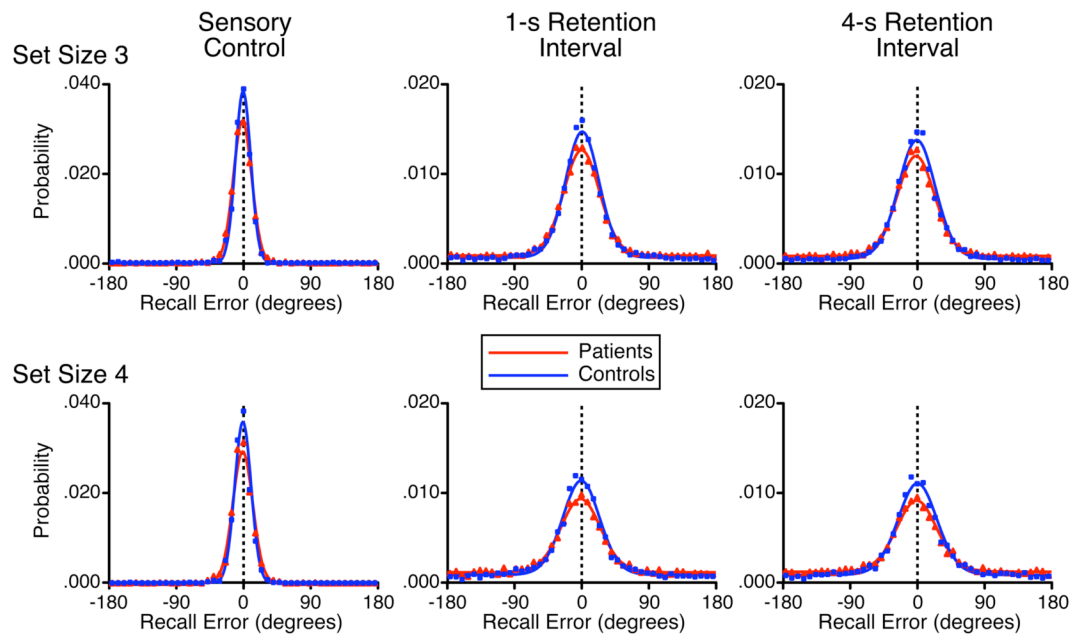 Sensory
Control
1-s Retention
Interval
4-s Retention
Interval
Set Size 3
.040
.020
.000
Probability
-180 -90 0 90 180
Recall Error (degrees)
.020
.010
.000
-180 -90 0 90 180
Recall Error (degrees)
.020
.010
.000
-180 -90 0 90 180
Recall Error (degrees)
Patients
Controls
Set Size 4
.040
.020
.000
Probability
-180 -90 0 90 180
Recall Error (degrees)
.020
.010
.000
-180 -90 0 90 180
Recall Error (degrees)
.020
.010
.000
-180 -90 0 90 180
Recall Error (degrees)